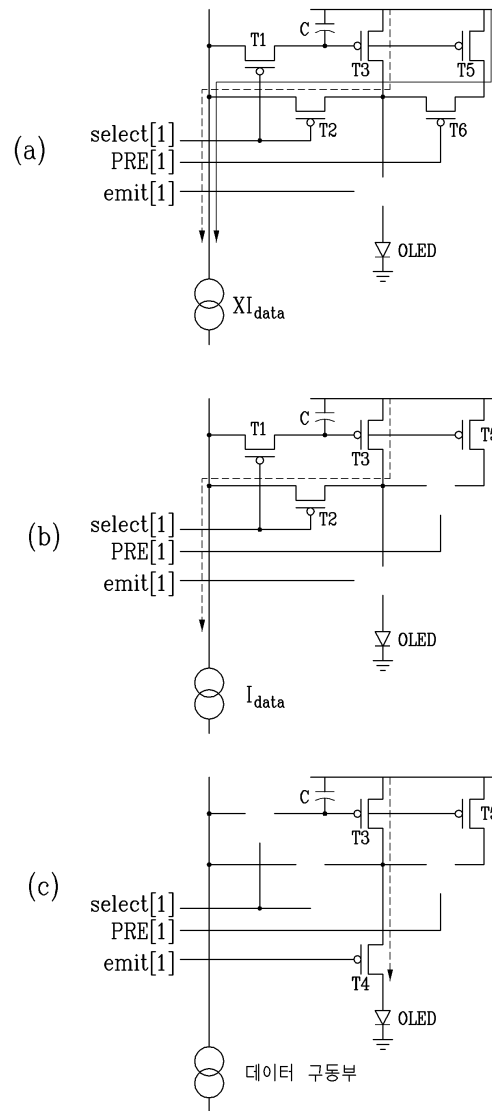 (a)
C
T1
T3
T5
select[1]
T2
T6
PRE[1]
emit[1]
OLED
XIdata
(b)
C
T1
T3
T5
select[1]
T2
PRE[1]
emit[1]
OLED
Idata
(c)
C
T3
T5
select[1]
PRE[1]
emit[1]
T4
OLED
데이터 구동부